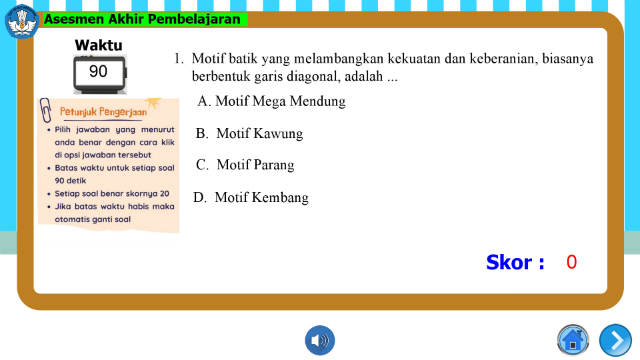 Asesmen Akhir Pembelajaran
Waktu
90
Petunjuk Pengerjaan
• Pilih jawaban yang menurut
anda benar dengan cara klik
di opsi jawaban tersebut
• Batas waktu untuk setiap soal
90 detik
• Setiap soal benar skornya 20
• Jika batas waktu habis maka
otomatis ganti soal
1. Motif batik yang melambangkan kekuatan dan keberanian, biasanya
berbentuk garis diagonal, adalah ...
A. Motif Mega Mendung
B. Motif Kawung
C. Motif Parang
D. Motif Kembang
Skor : 0